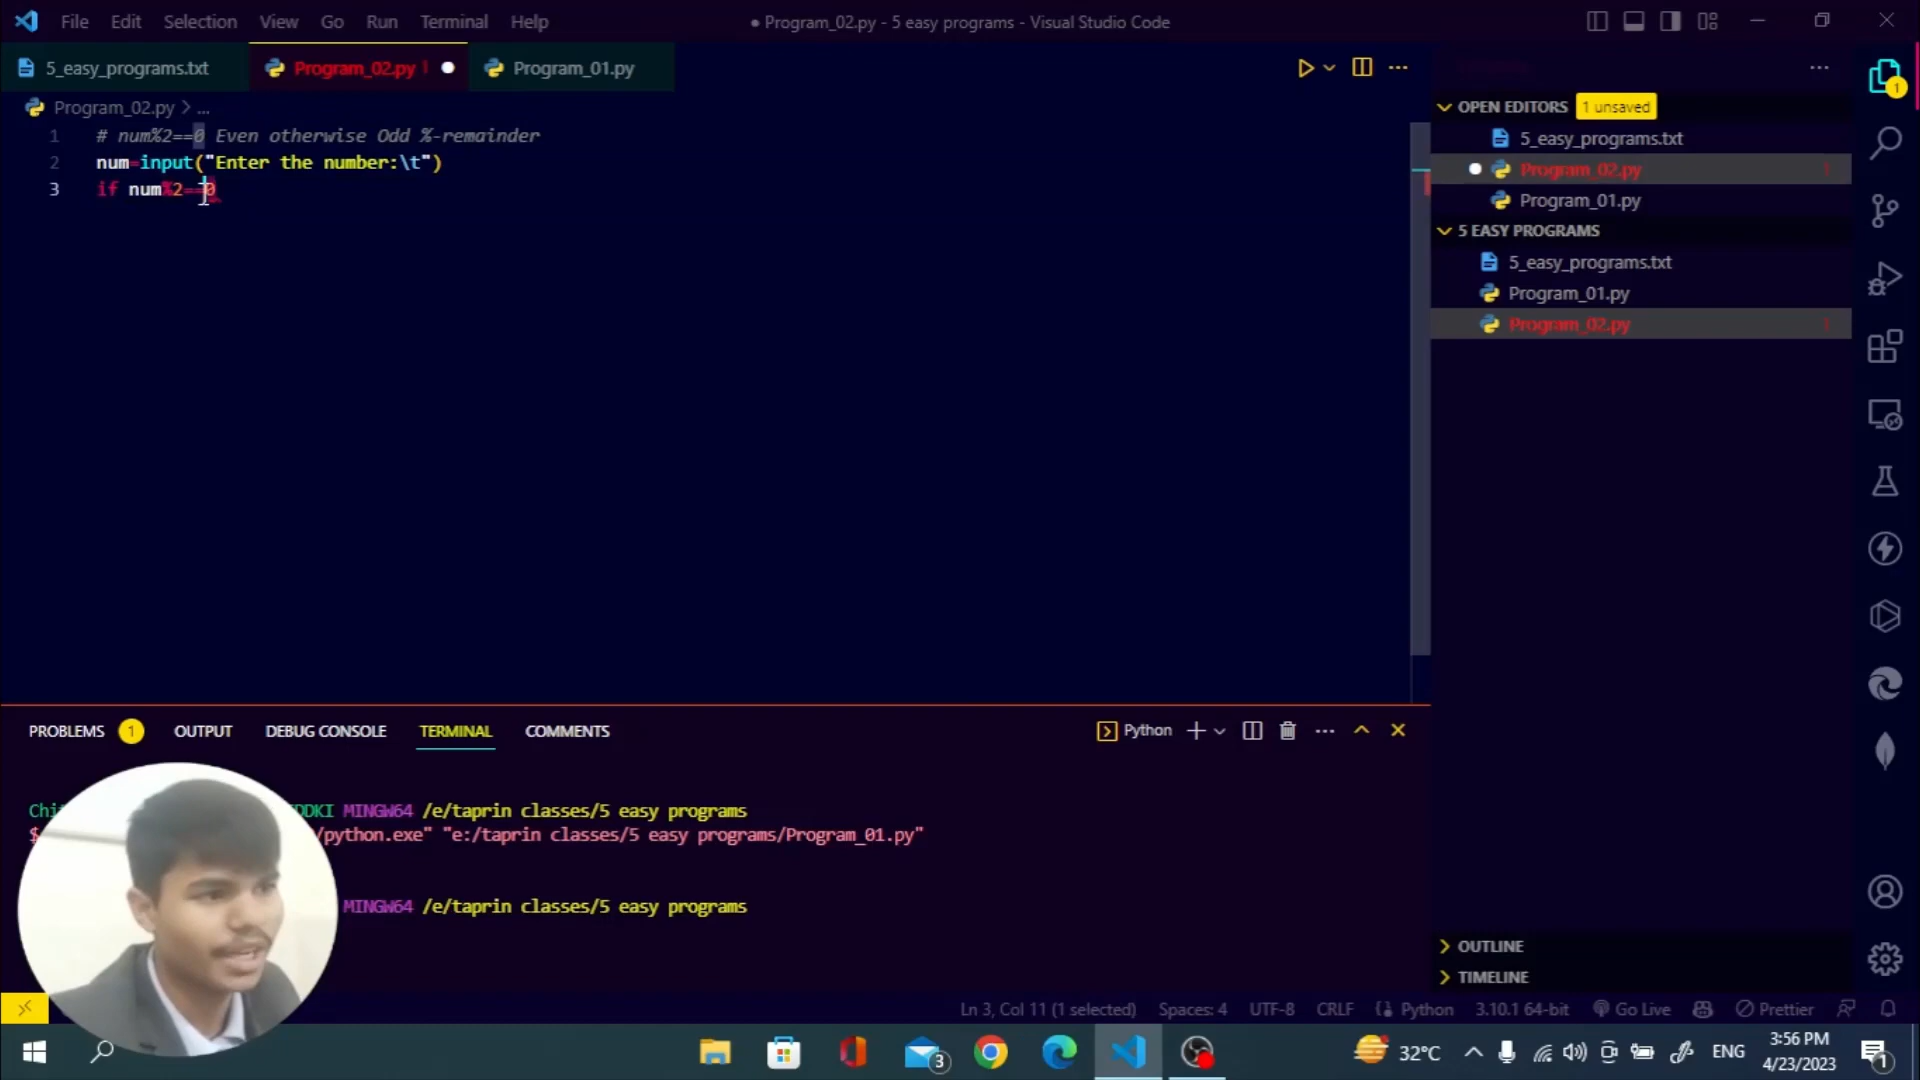 File Edit View Go Run Terminal Help
● Program_02.py - 5 easy programs - Visual Studio Code
5_easy_programs.txt
Program_02.py 1
Program_01.py
Program_02.py > ...
1 # num%2==0 Even otherwise Odd %-remainder
2 num=input("Enter the number:\t")
3 if num%2==0
OPEN EDITORS 1 unsaved
5_easy_programs.txt
Program_02.py 1
Program_01.py
5 EASY PROGRAMS
5_easy_programs.txt
Program_01.py
Program_02.py 1
OUTLINE
TIMELINE
1
PROBLEMS 1 OUTPUT DEBUG CONSOLE TERMINAL COMMENTS
Python
MINGW64 /e/taprin classes/5 easy programs
$ /python.exe" "e:/taprin classes/5 easy programs/Program_01.py"
MINGW64 /e/taprin classes/5 easy programs
Ln 3, Col 11 (1 selected) Spaces: 4 UTF-8 CRLF Python 3.10.1 64-bit Go Live Prettier
3
32°C
ENG
3:56 PM
4/23/2023
1